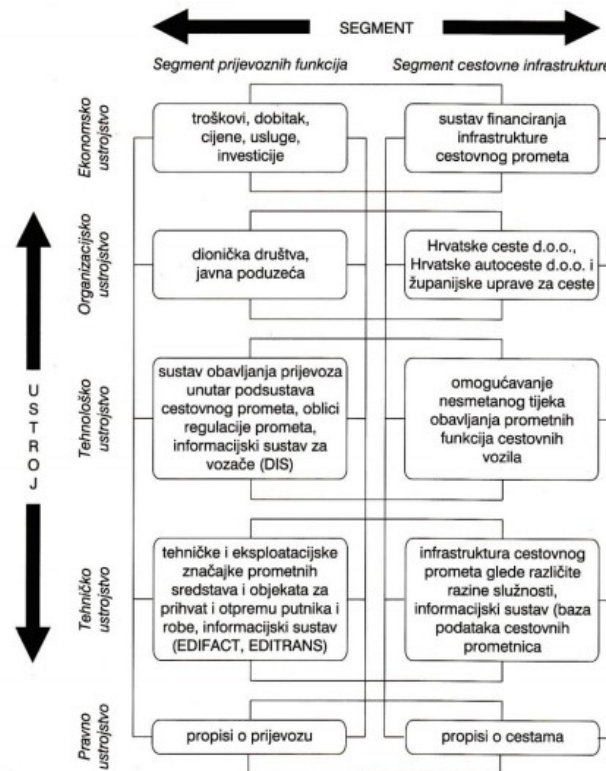 SEGMENT
Segment prijevoznih funkcija
Segment cestovne infrastrukture
Ekonomsko
ustrojstvo
troškovi, dobitak,
cijene, usluge,
investicije
sustav financiranja
infrastrukture
cestovnog prometa
USTROJ
Organizacijsko
ustrojstvo
dionička društva,
javna poduzeća
Hrvatske ceste d.o.o.,
Hrvatske autoceste d.o.o. i
županijske uprave za ceste
Tehnološko
ustrojstvo
sustav obavljanja prijevoza
unutar podsustava
cestovnog prometa, oblici
regulacije prometa,
informacijski sustav za
vozače (DIS)
omogućavanje
nesmetanog tijeka
obavljanja prometnih
funkcija cestovnih
vozila
Tehničko
ustrojstvo
tehničke i eksploatacijske
značajke prometnih
sredstava i objekata za
prihvat i otpremu putnika i
robe, informacijski sustav
(EDIFACT, EDITRANS)
infrastruktura cestovnog
prometa glede različite
razine služnosti,
informacijski sustav (baza
podataka cestovnih
prometnica
Pravno
ustrojstvo
propisi o prijevozu
propisi o cestama